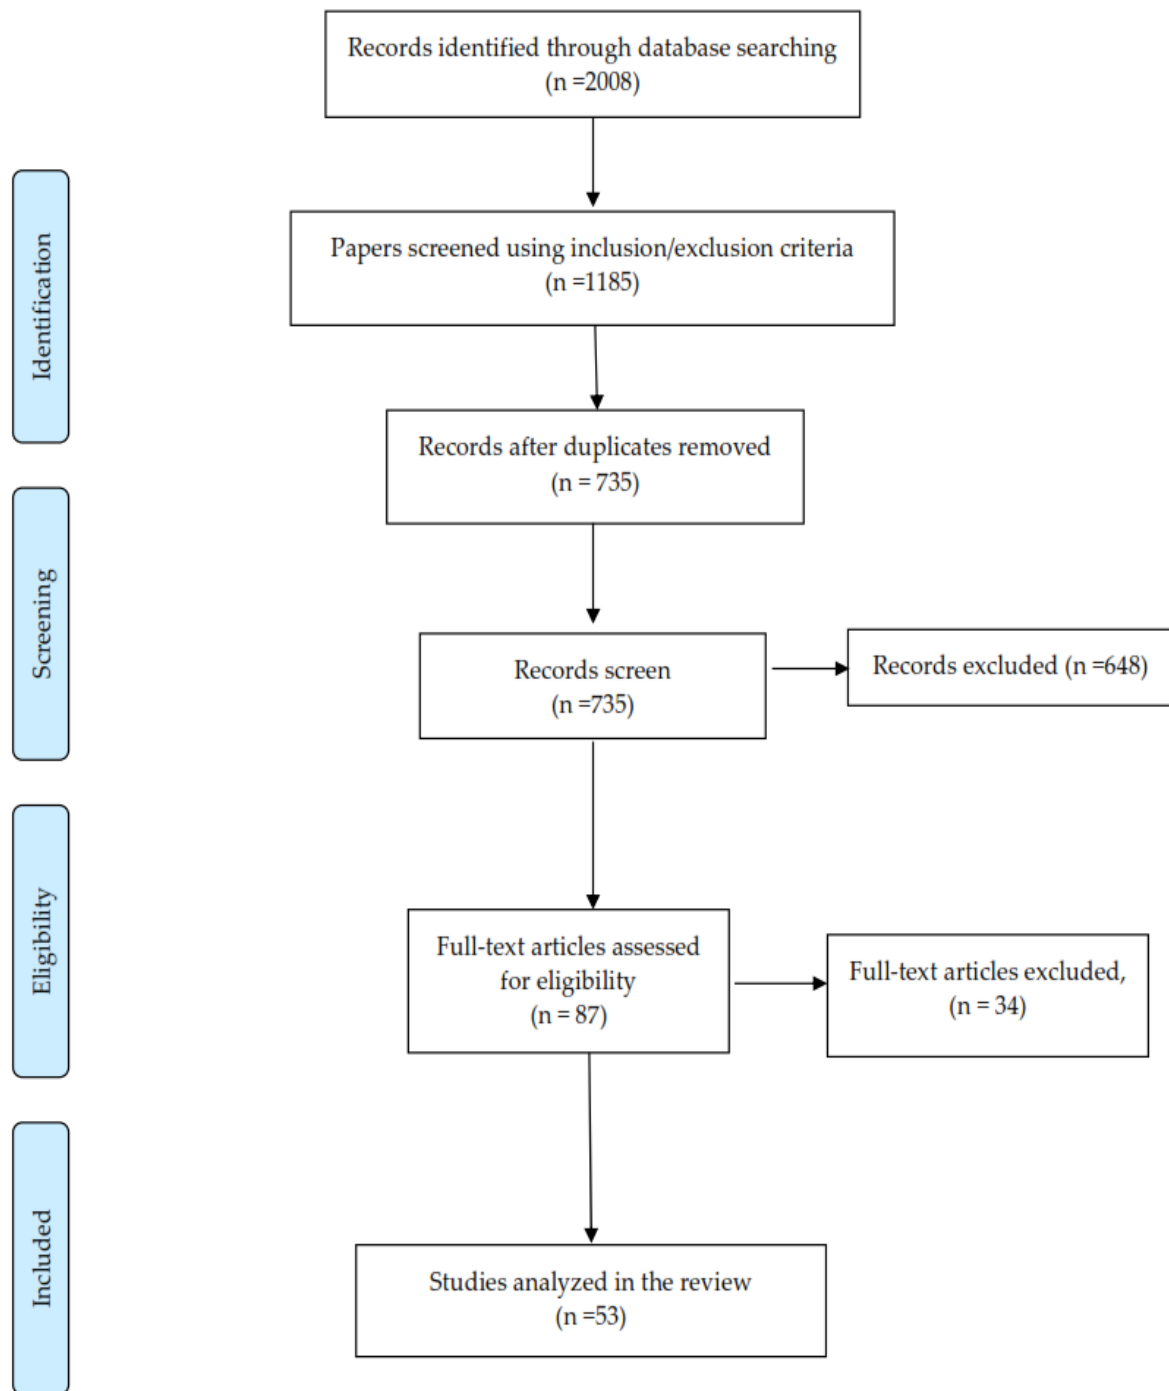 Records identified through database searching
(n =2008)
Identification
Papers screened using inclusion/exclusion criteria
(n =1185)
Records after duplicates removed
(n = 735)
Screening
Records screen
(n =735)
Records excluded (n =648)
Eligibility
Full-text articles assessed
for eligibility
(n = 87)
Full-text articles excluded,
(n = 34)
Included
Studies analyzed in the review
(n =53)